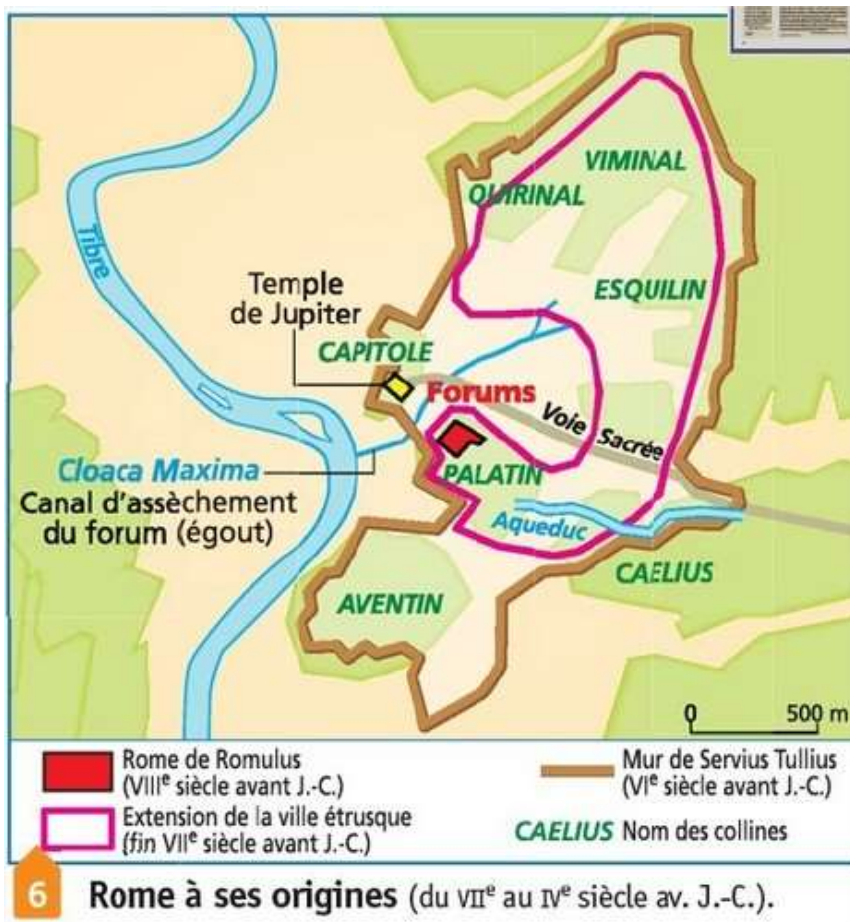 VIMINAL
QUIRINAL
Tibre
ESQUILIN
Temple
de Jupiter
CAPITOLE
Forums
Voie Sacrée
Cloaca Maxima
PALATIN
Canal d'assèchement
du forum (égout)
Aqueduc
CAELIUS
AVENTIN
0 500 m
Rome de Romulus
(VIIIe siècle avant J.-C.)
Extension de la ville étrusque
(fin VIIe siècle avant J.-C.)
Mur de Servius Tullius
(VIe siècle avant J.-C.)
CAELIUS Nom des collines
6 Rome à ses origines (du VIIe au IVe siècle av. J.-C.).